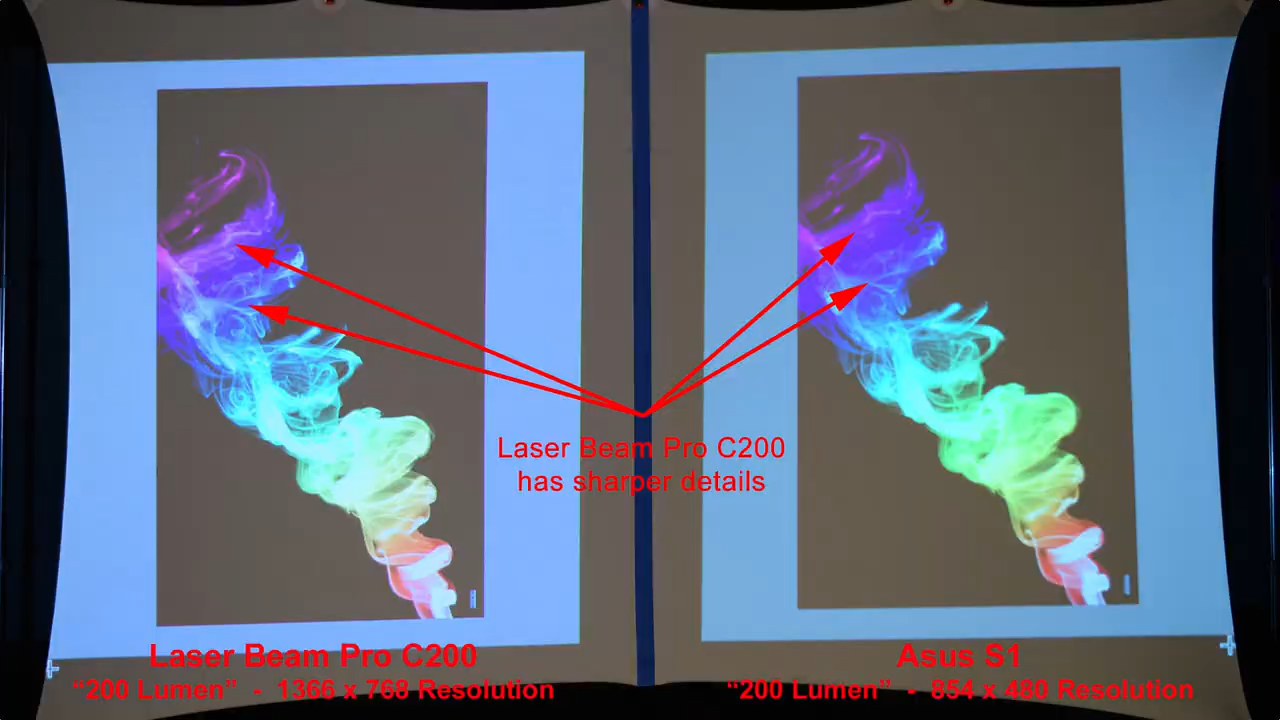 Laser Beam Pro C200
has sharper details
Laser Beam Pro C200
“200 Lumen” - 1366 x 768 Resolution
Asus S1
“200 Lumen” - 854 x 480 Resolution